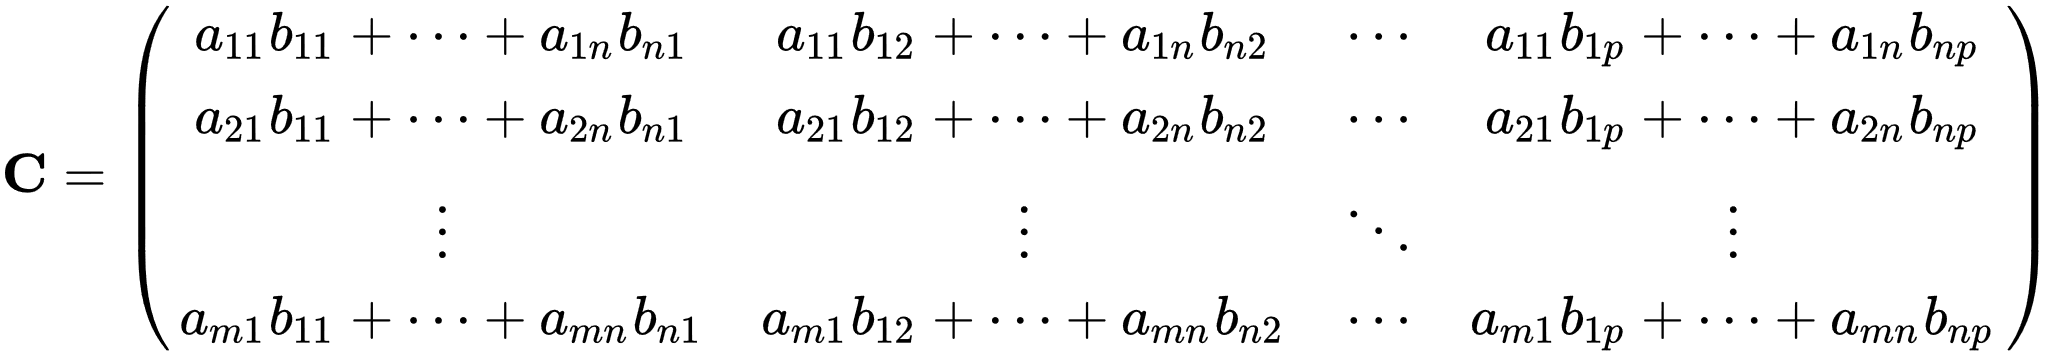 C = ( a₁₁b₁₁ + ⋯ + a₁ₙbₙ₁   a₁₁b₁₂ + ⋯ + a₁ₙbₙ₂   ⋯   a₁₁b₁ₚ + ⋯ + a₁ₙbₙₚ
a₂₁b₁₁ + ⋯ + a₂ₙbₙ₁   a₂₁b₁₂ + ⋯ + a₂ₙbₙ₂   ⋯   a₂₁b₁ₚ + ⋯ + a₂ₙbₙₚ
⋮   ⋮   ⋱   ⋮
aₘ₁b₁₁ + ⋯ + aₘₙbₙ₁   aₘ₁b₁₂ + ⋯ + aₘₙbₙ₂   ⋯   aₘ₁b₁ₚ + ⋯ + aₘₙbₙₚ )